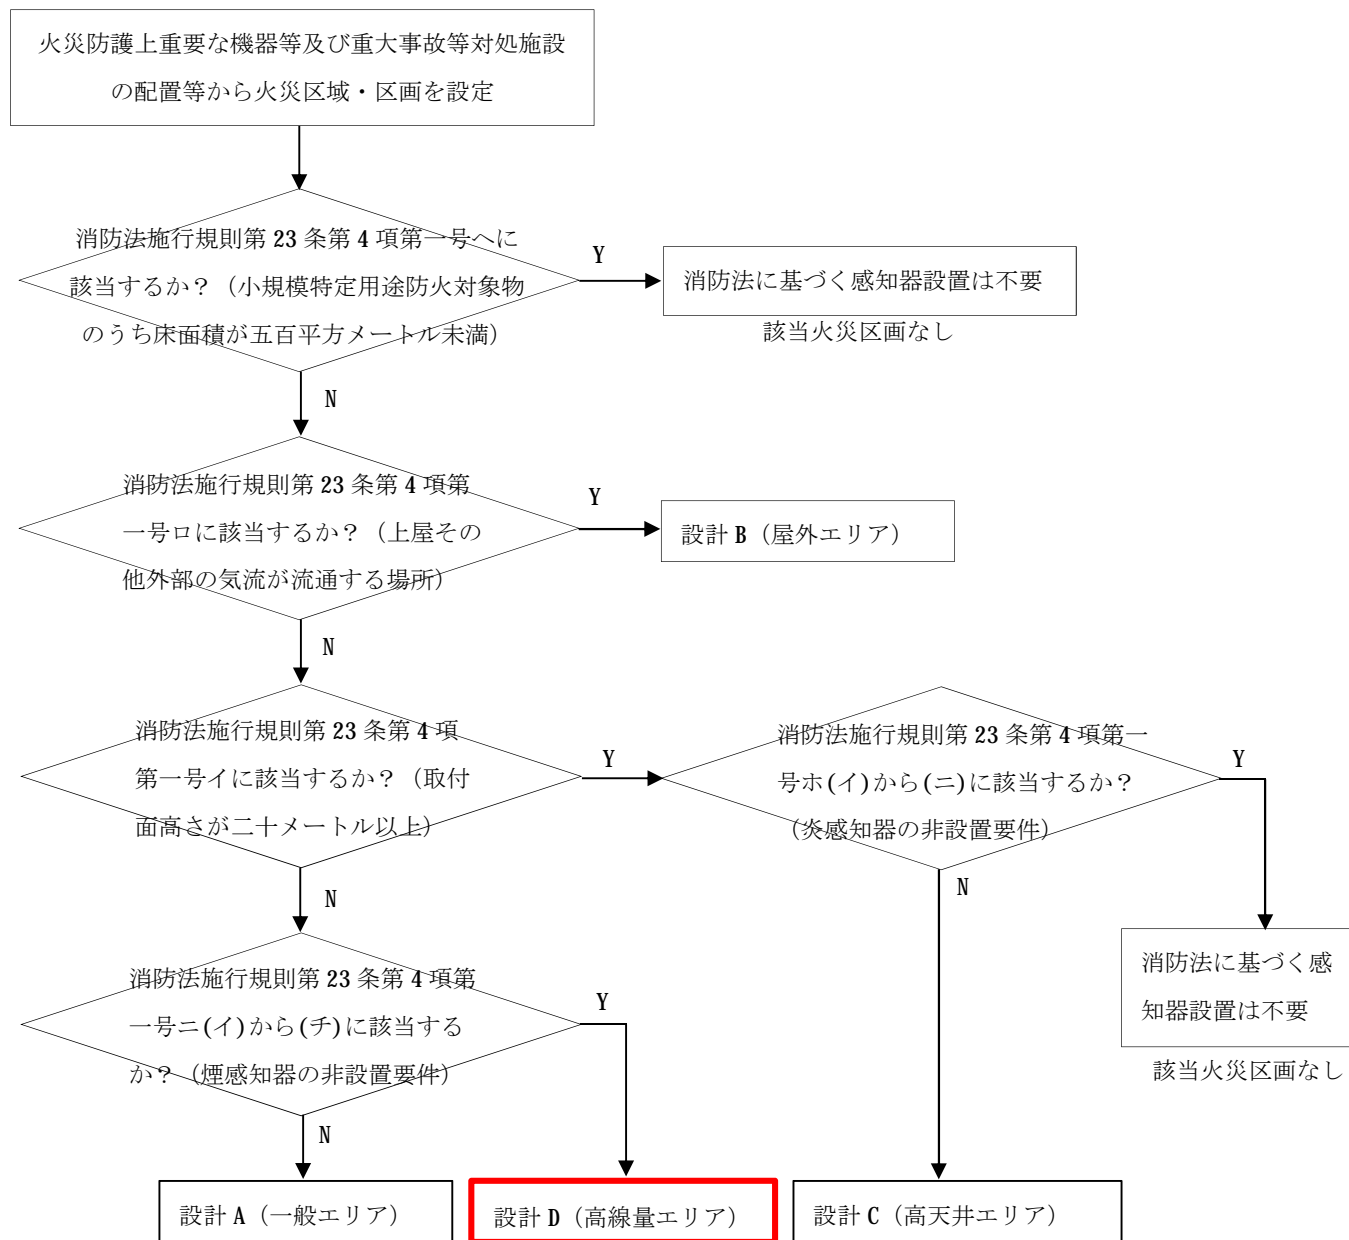 火災防護上重要な機器等及び重大事故等対処施設
の配置等から火災区域・区画を設定
消防法施行規則第 23 条第 4 項第一号ヘに
該当するか？（小規模特定用途防火対象物
のうち床面積が五百平方メートル未満）
Y
消防法に基づく感知器設置は不要
該当火災区画なし
N
消防法施行規則第 23 条第 4 項第
一号ロに該当するか？（上屋その
他外部の気流が流通する場所）
Y
設計 B（屋外エリア）
N
消防法施行規則第 23 条第 4 項
第一号イに該当するか？（取付
面高さが二十メートル以上）
Y
消防法施行規則第 23 条第 4 項第一
号ホ(イ)から(ニ)に該当するか？
（炎感知器の非設置要件）
Y
N
N
消防法に基づく感
知器設置は不要
該当火災区画なし
消防法施行規則第 23 条第 4 項第
一号ニ(イ)から(チ)に該当する
か？（煙感知器の非設置要件）
Y
N
設計 A（一般エリア）
設計 D（高線量エリア）
設計 C（高天井エリア）